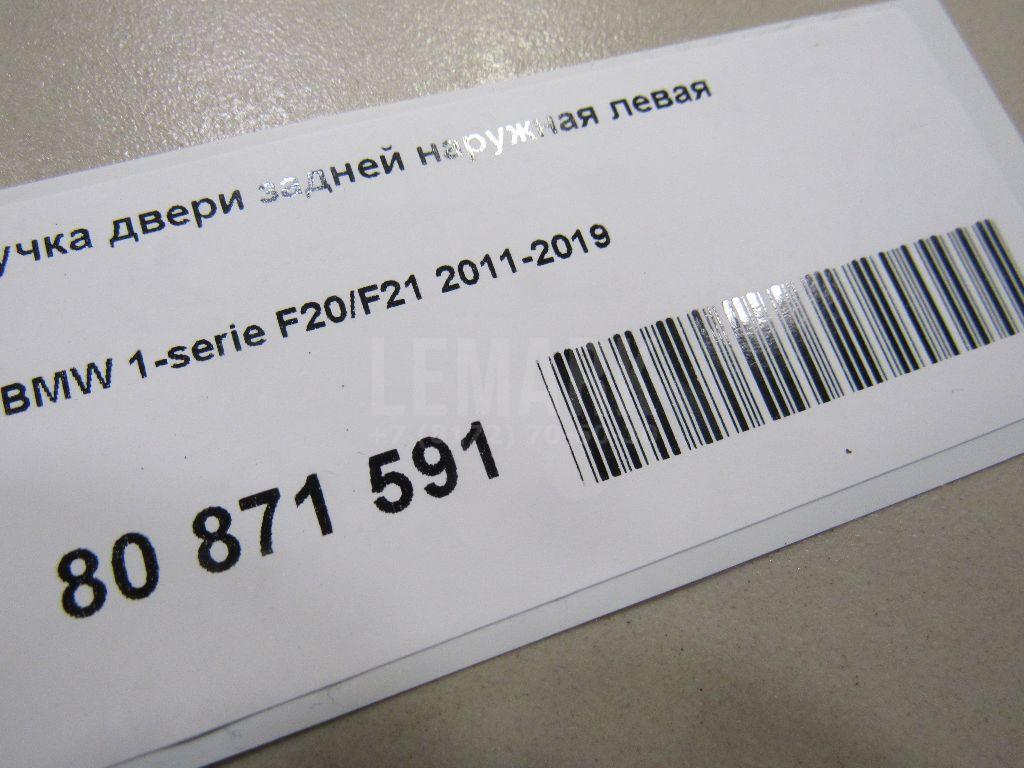 учка двери задней наружная левая
BMW 1-serie F20/F21 2011-2019
80 871 591